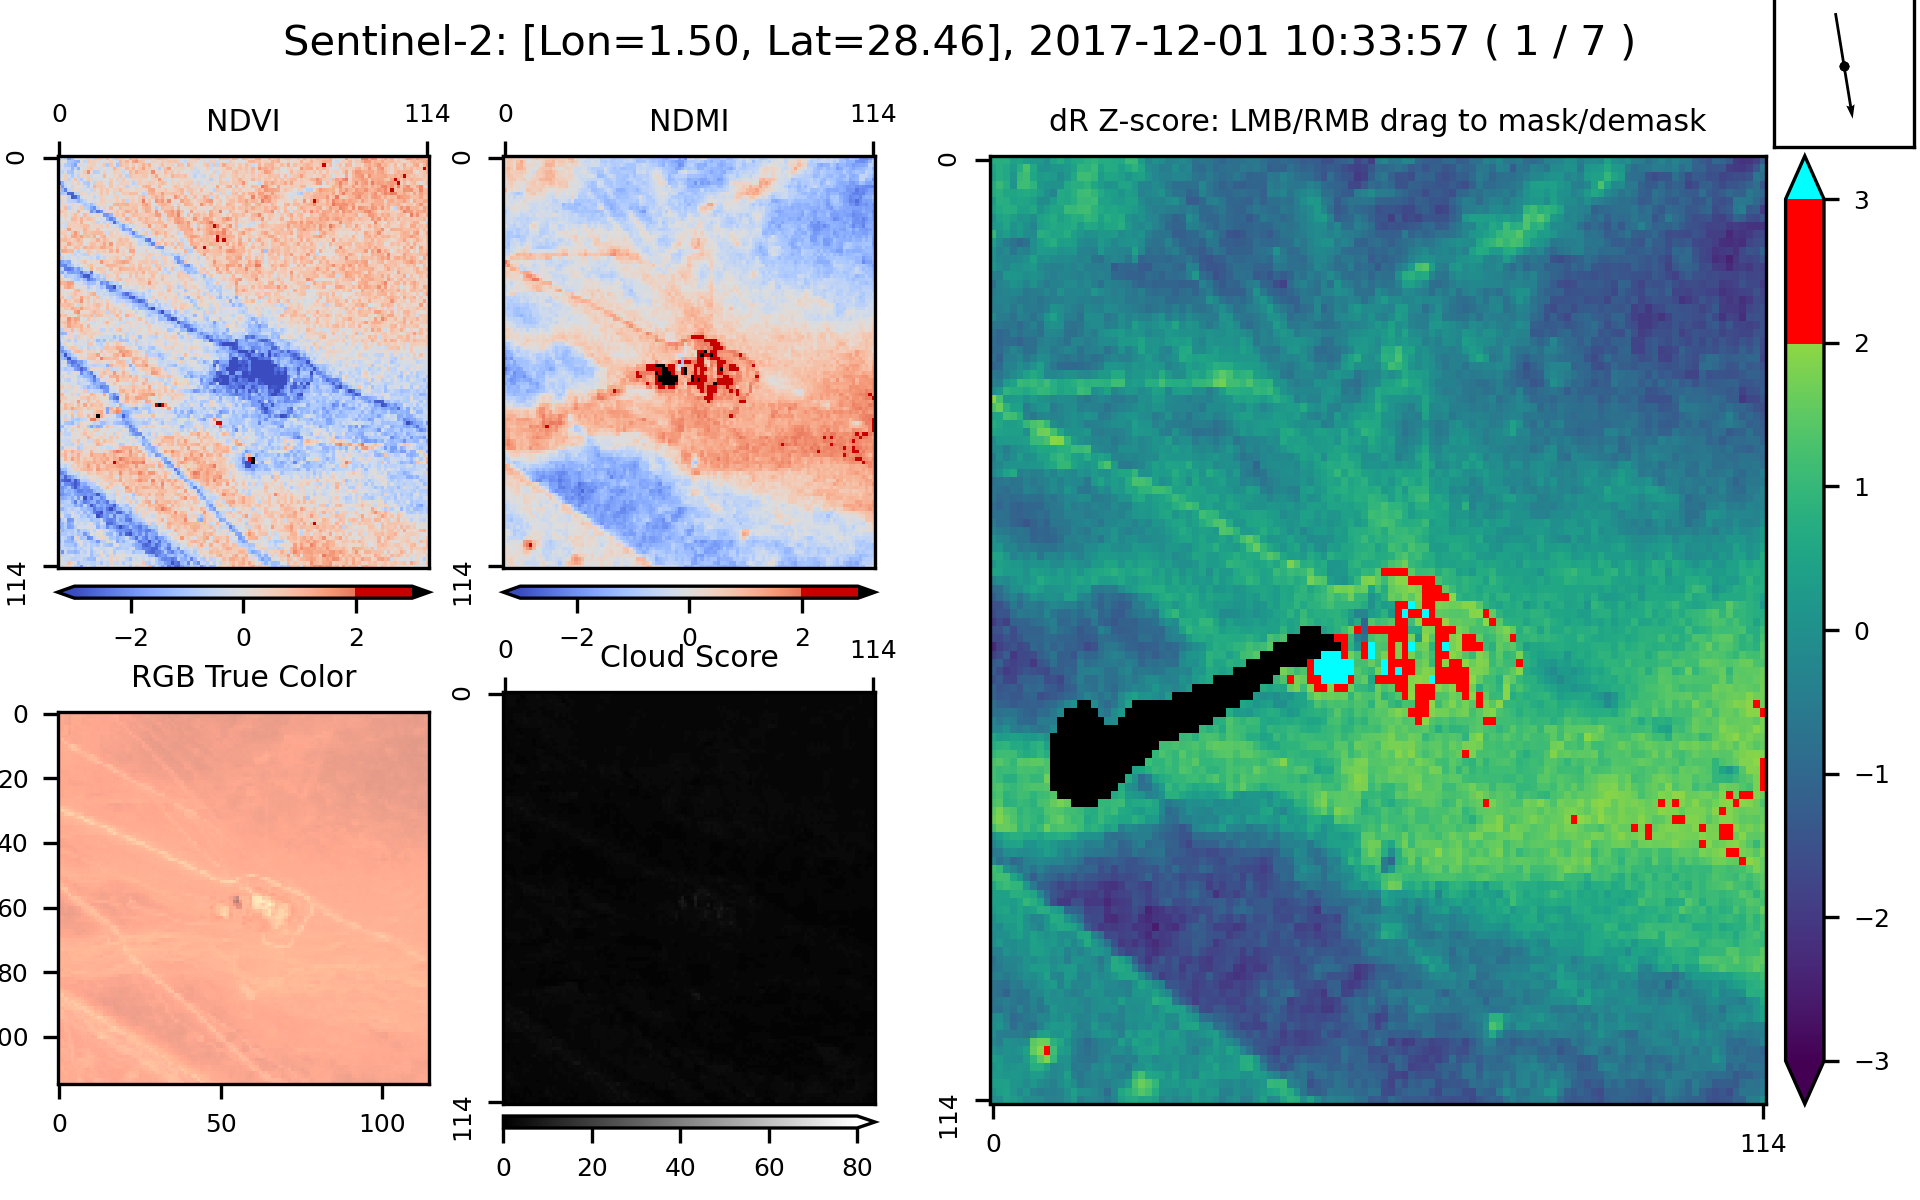 Sentinel-2: [Lon=1.50, Lat=28.46], 2017-12-01 10:33:57 ( 1 / 7 )
NDVI
0 114
0
114
−2 0 2
NDMI
0 114
0
114
−2 0 2
dR Z-score: LMB/RMB drag to mask/demask
0
114
0 114
3
2
1
0
−1
−2
−3
RGB True Color
0
20
40
60
80
00
0 50 100
Cloud Score
0 114
0
114
0 20 40 60 80